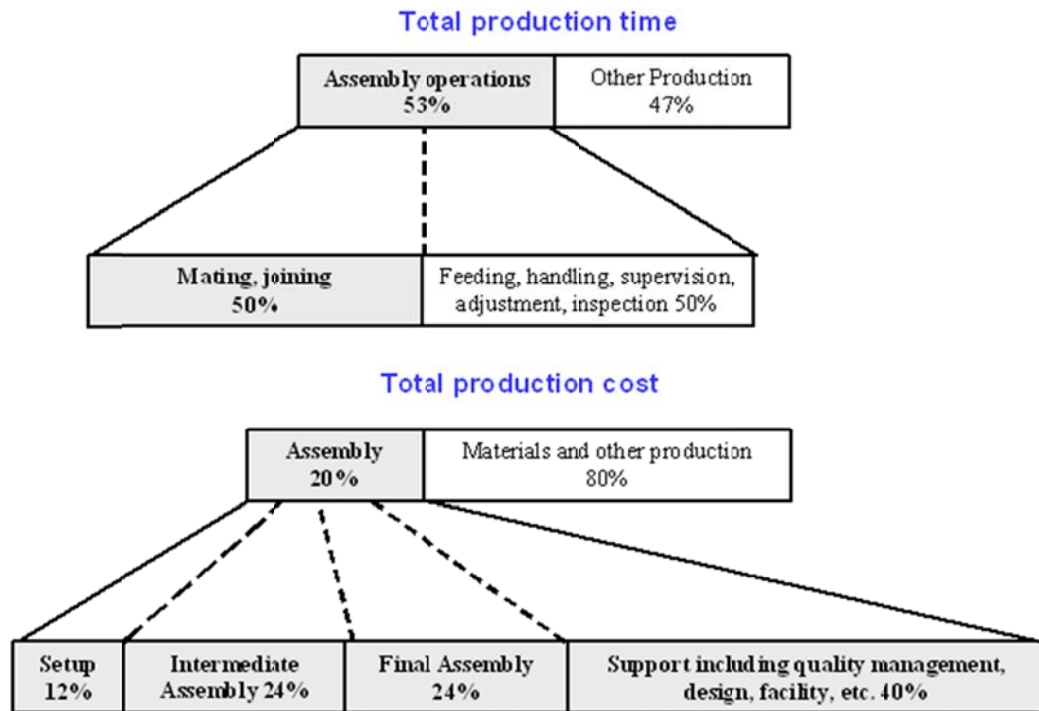 Total production time
Assembly operations
53%
Other Production
47%
Mating, joining
50%
Feeding, handling, supervision,
adjustment, inspection 50%
Total production cost
Assembly
20%
Materials and other production
80%
Setup
12%
Intermediate
Assembly 24%
Final Assembly
24%
Support including quality management,
design, facility, etc. 40%